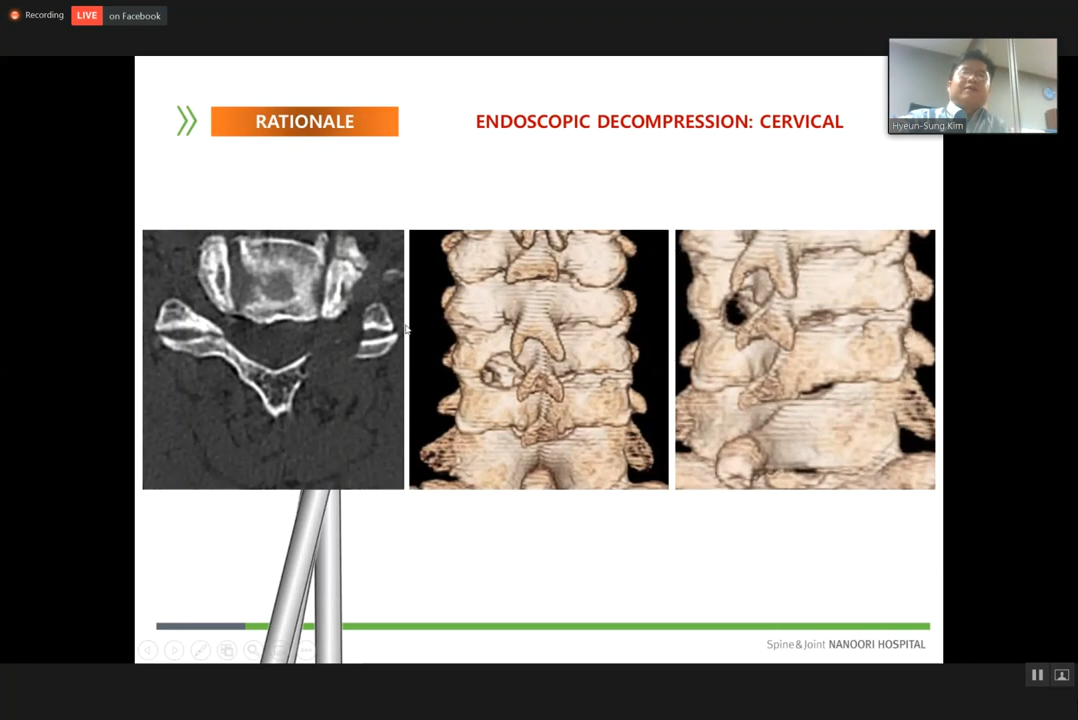 Recording
LIVE on Facebook
RATIONALE
ENDOSCOPIC DECOMPRESSION: CERVICAL
Hyeun-Sung Kim
Spine&Joint NANOORI HOSPITAL